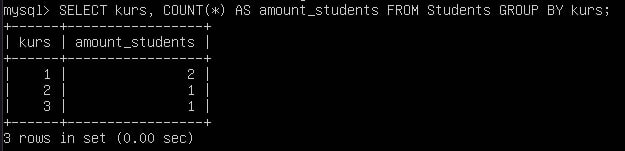 mysql> SELECT kurs, COUNT(*) AS amount_students FROM Students GROUP BY kurs;
+------+-----------------+
| kurs | amount_students |
+------+-----------------+
|    1 |               2 |
|    2 |               1 |
|    3 |               1 |
+------+-----------------+
3 rows in set (0.00 sec)